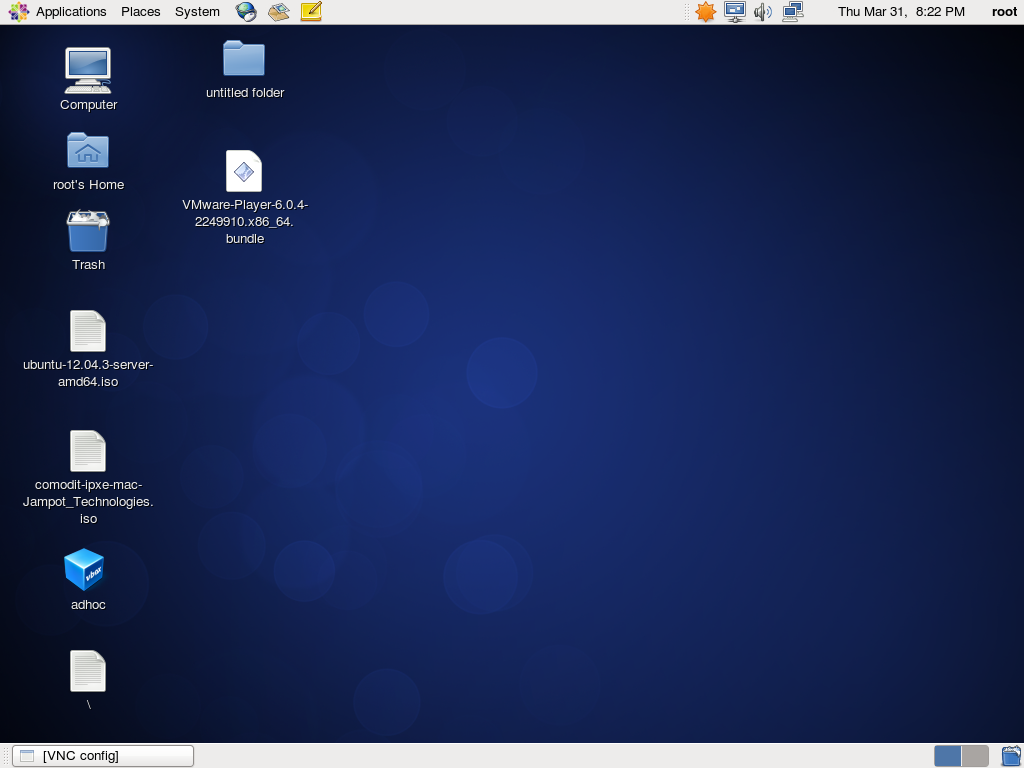 Applications Places System
Thu Mar 31, 8:22 PM root
Computer
untitled folder
root's Home
VMware-Player-6.0.4-
2249910.x86_64.
bundle
Trash
ubuntu-12.04.3-server-
amd64.iso
comodit-ipxe-mac-
Jampot_Technologies.
iso
vbox
adhoc
\
[VNC config]